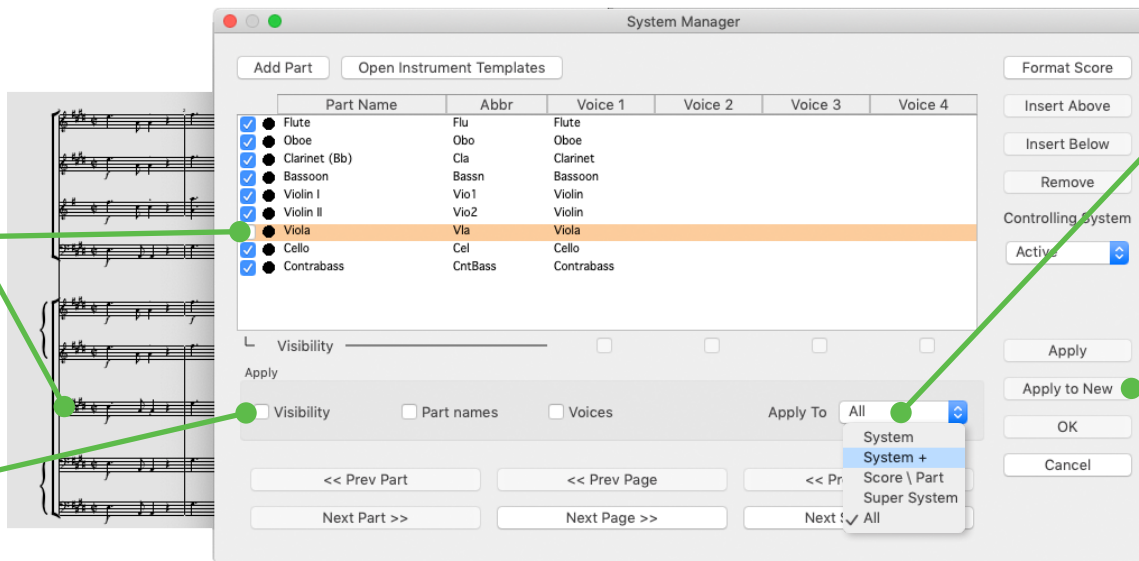 System Manager
Add Part Open Instrument Templates Format Score
Part Name Abbr Voice 1 Voice 2 Voice 3 Voice 4 Insert Above
Flute Flu Flute
Oboe Obo Oboe
Clarinet (Bb) Cla Clarinet Insert Below
Bassoon Bassn Bassoon
Violin I Vio1 Violin Remove
Violin II Vio2 Violin
Viola Vla Viola Controlling System
Cello Cel Cello Active
Contrabass CntBass Contrabass
Visibility Apply
Apply
Apply to New
Visibility Part names Voices Apply To All
OK
System
System +
Score \ Part
Super System
All
Cancel
<< Prev Part << Prev Page <<
Next Part >> Next Page >> Next